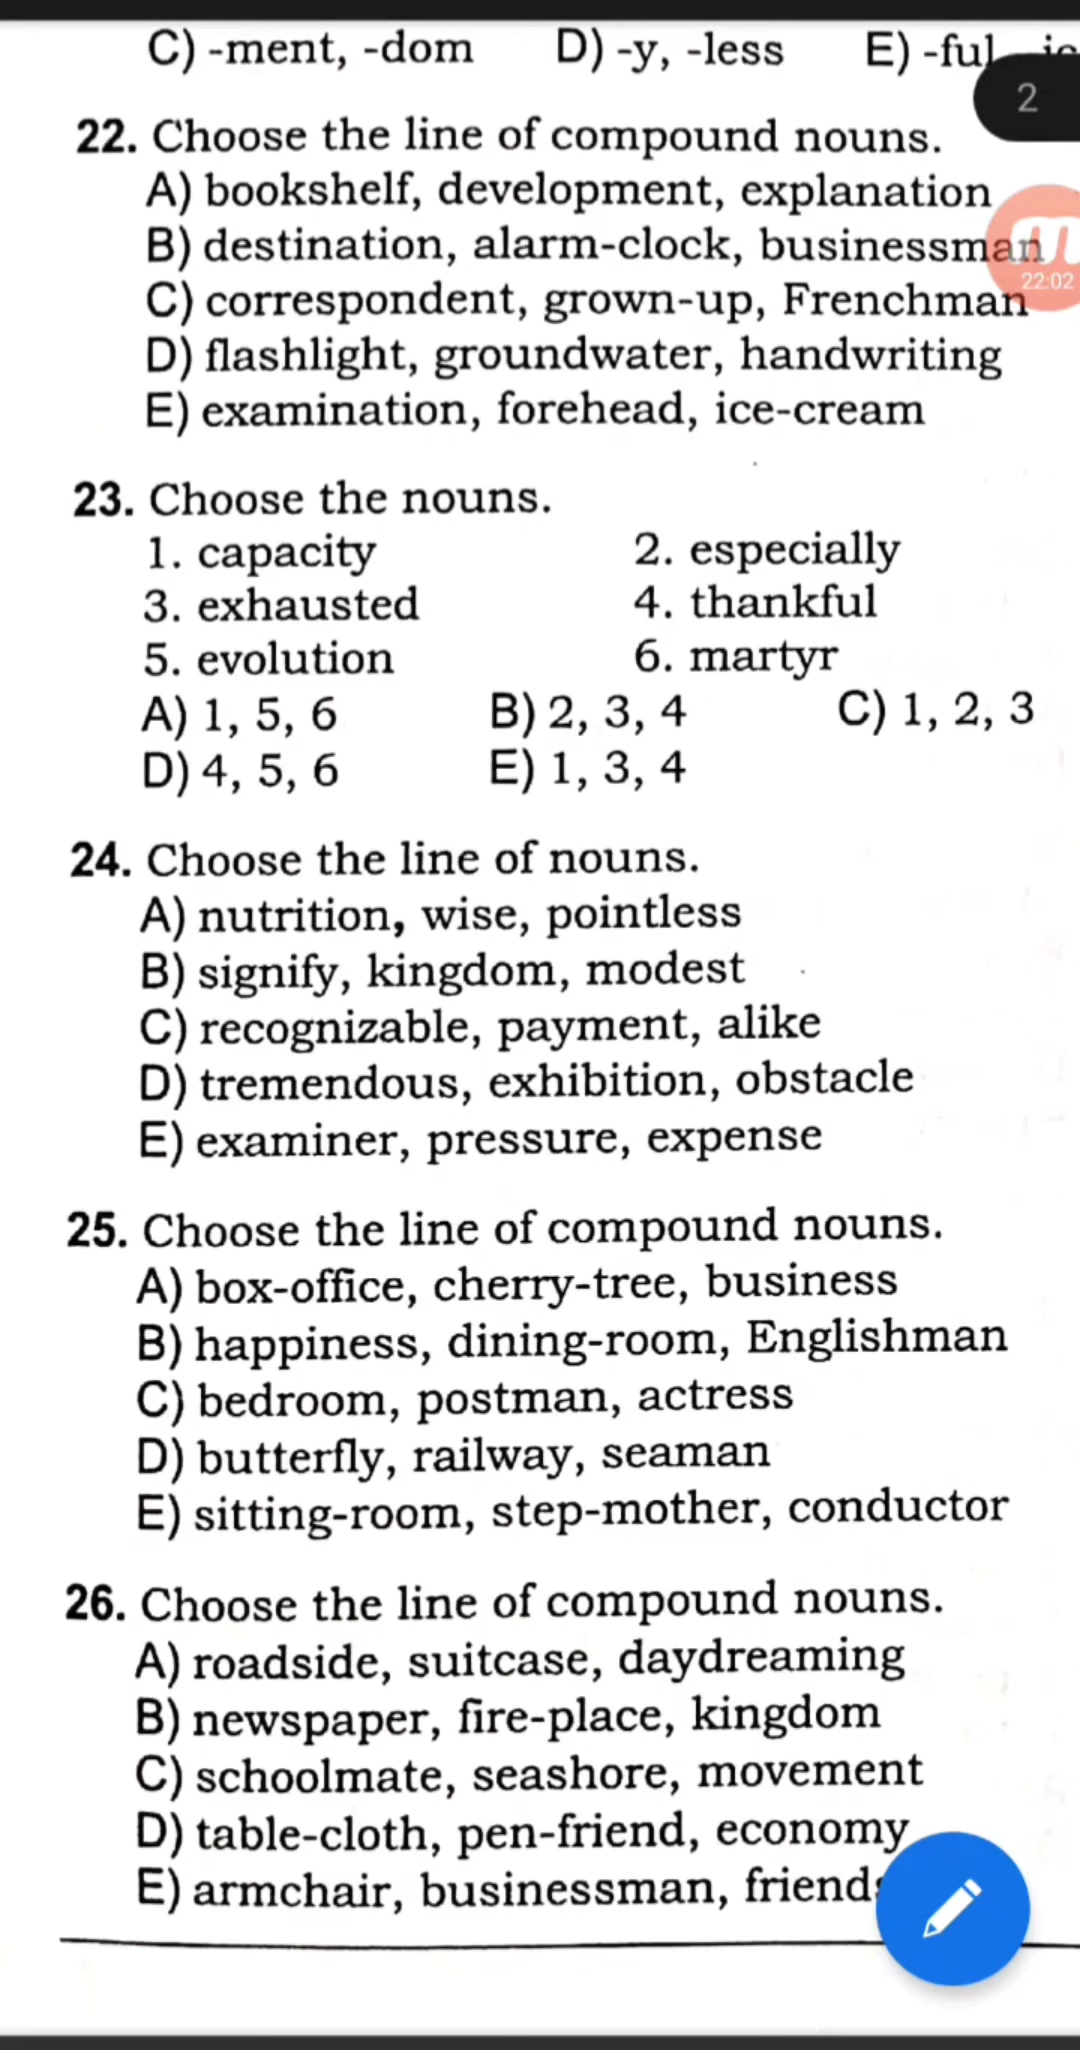 C) -ment, -dom D) -y, -less E) -ful
2
22. Choose the line of compound nouns.
A) bookshelf, development, explanation
B) destination, alarm-clock, businessman
22:02
C) correspondent, grown-up, Frenchman
D) flashlight, groundwater, handwriting
E) examination, forehead, ice-cream
23. Choose the nouns.
1. capacity 2. especially
3. exhausted 4. thankful
5. evolution 6. martyr
A) 1, 5, 6 B) 2, 3, 4 C) 1, 2, 3
D) 4, 5, 6 E) 1, 3, 4
24. Choose the line of nouns.
A) nutrition, wise, pointless
B) signify, kingdom, modest
C) recognizable, payment, alike
D) tremendous, exhibition, obstacle
E) examiner, pressure, expense
25. Choose the line of compound nouns.
A) box-office, cherry-tree, business
B) happiness, dining-room, Englishman
C) bedroom, postman, actress
D) butterfly, railway, seaman
E) sitting-room, step-mother, conductor
26. Choose the line of compound nouns.
A) roadside, suitcase, daydreaming
B) newspaper, fire-place, kingdom
C) schoolmate, seashore, movement
D) table-cloth, pen-friend, economy
E) armchair, businessman,